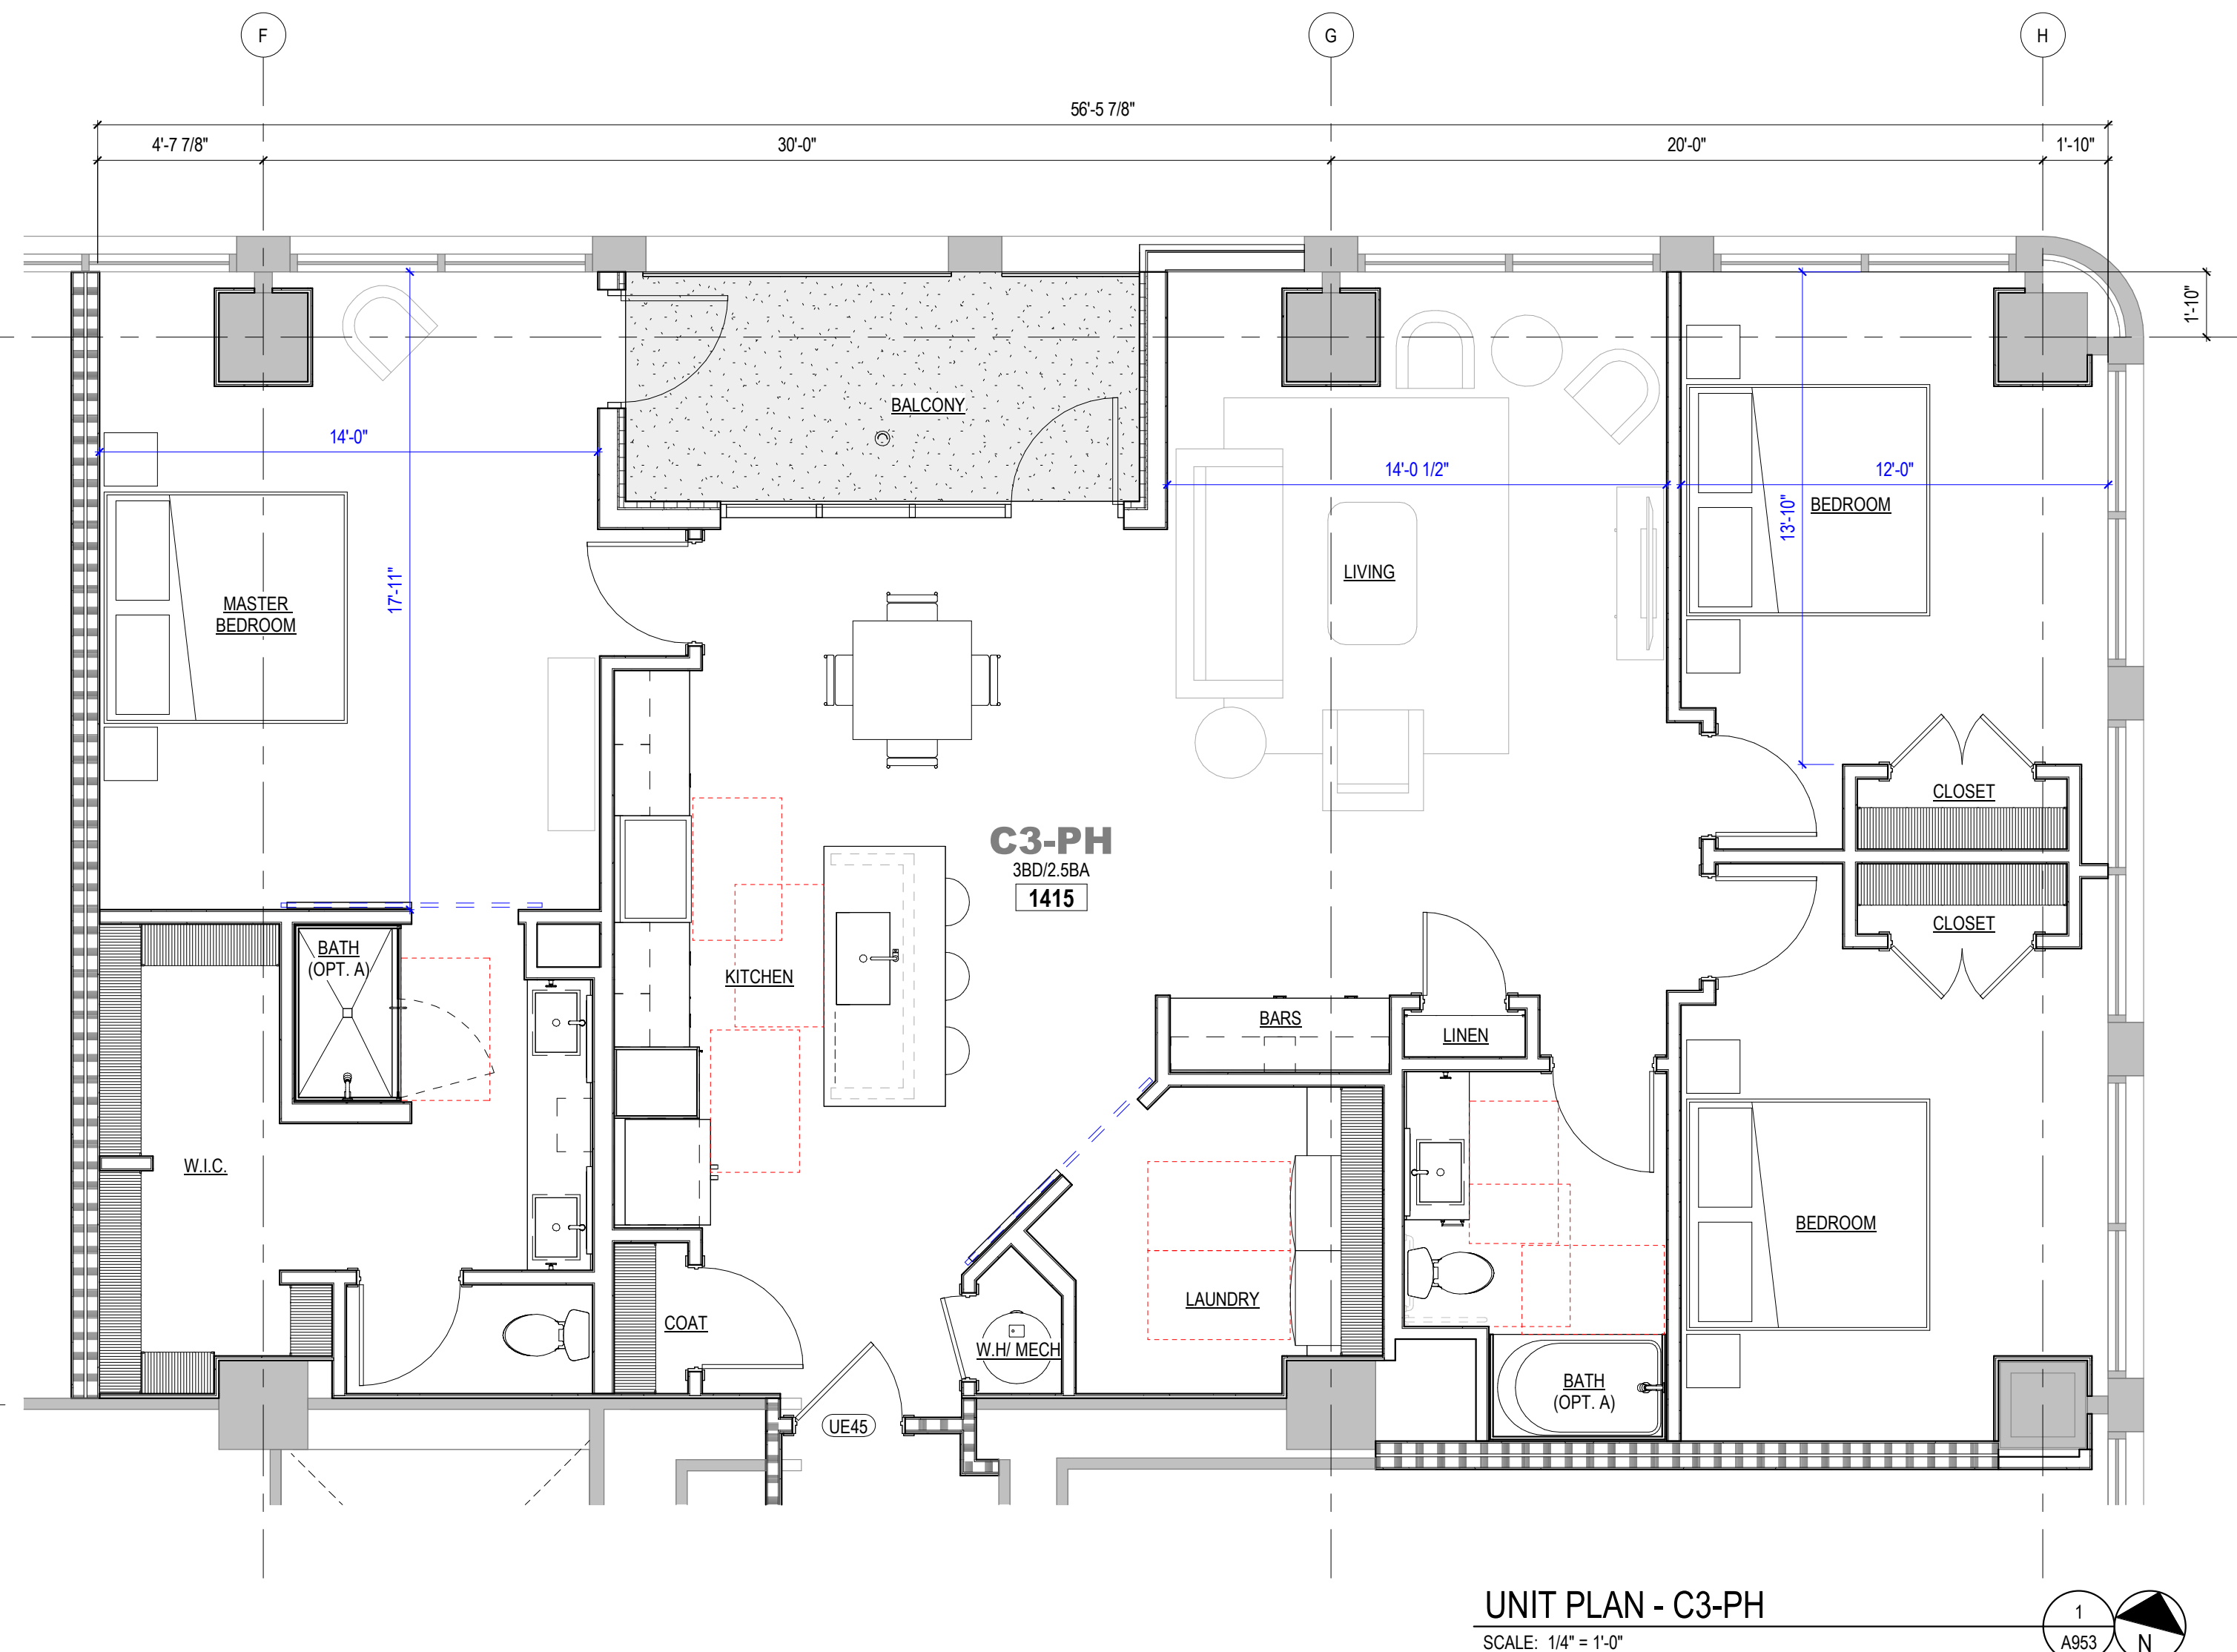 F
G
H
56'-5 7/8"
4'-7 7/8"
30'-0"
20'-0"
1'-10"
1'-10"
BALCONY
14'-0"
14'-0 1/2"
12'-0"
13'-10"
BEDROOM
17'-11"
LIVING
MASTER
BEDROOM
CLOSET
C3-PH
3BD/2.5BA
1415
CLOSET
BATH
(OPT. A)
KITCHEN
BARS
LINEN
W.I.C.
BEDROOM
LAUNDRY
COAT
W.H/ MECH
BATH
(OPT. A)
UE45
UNIT PLAN - C3-PH
SCALE: 1/4" = 1'-0"
1
A953
N